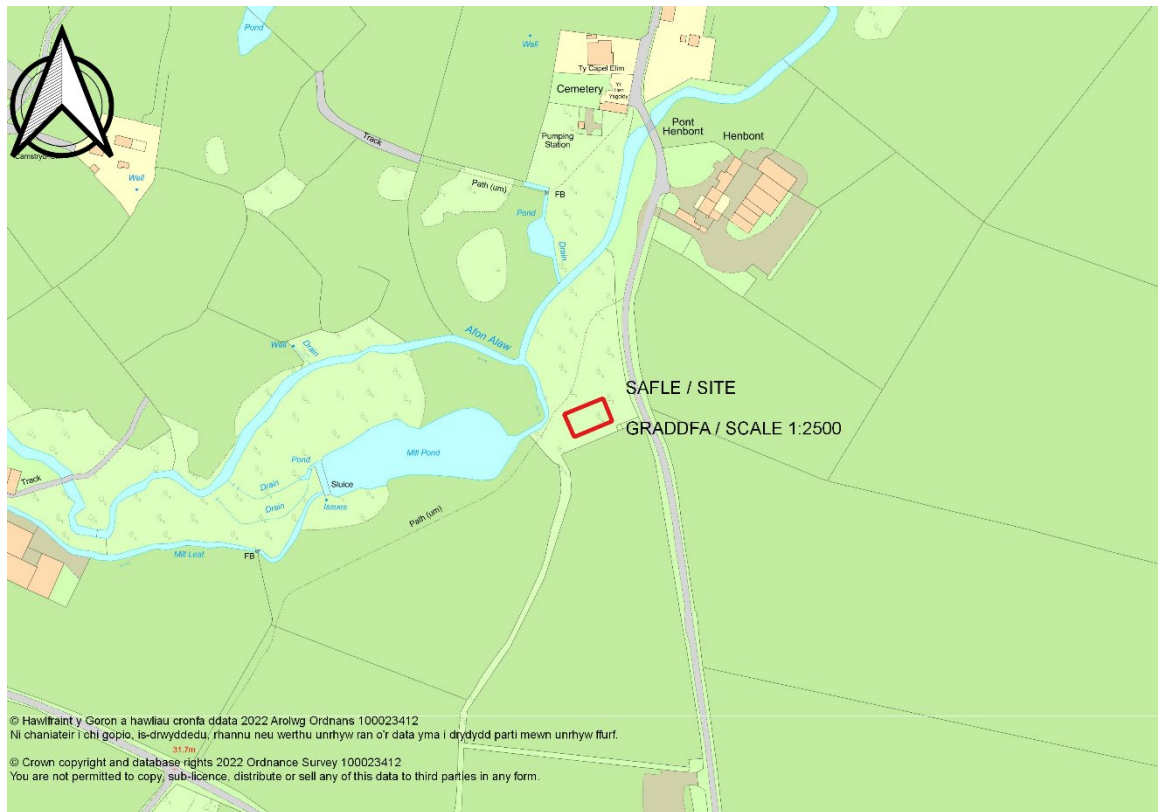 Pond
Well
Ty Capel Elim
Cemetery
Yr
Hen
Ysgoldy
Pumping
Station
Pont
Henbont
Henbont
Track
Well
Path (um)
FB
Pond
Drain
Afon Alaw
Well
Drain
SAFLE / SITE
GRADDFA / SCALE 1:2500
Mill Pond
Pond
Drain
Sluice
Track
Drain
Issues
Path (um)
Mill Leat
FB
© Hawlfraint y Goron a hawliau cronfa ddata 2022 Arolwg Ordnans 100023412
Ni chaniateir i chi gopio, is-drwyddedu, rhannu neu werthu unrhyw ran o'r data yma i drydydd parti mewn unrhyw ffurf.
31.7m
© Crown copyright and database rights 2022 Ordnance Survey 100023412
You are not permitted to copy, sub-licence, distribute or sell any of this data to third parties in any form.